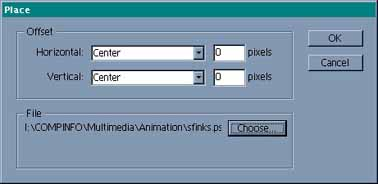 Place
Offset
Horizontal: Center 0 pixels
OK
Vertical: Center 0 pixels
Cancel
File
I:\COMPINFO\Multimedia\Animation\sfinks.ps Choose...